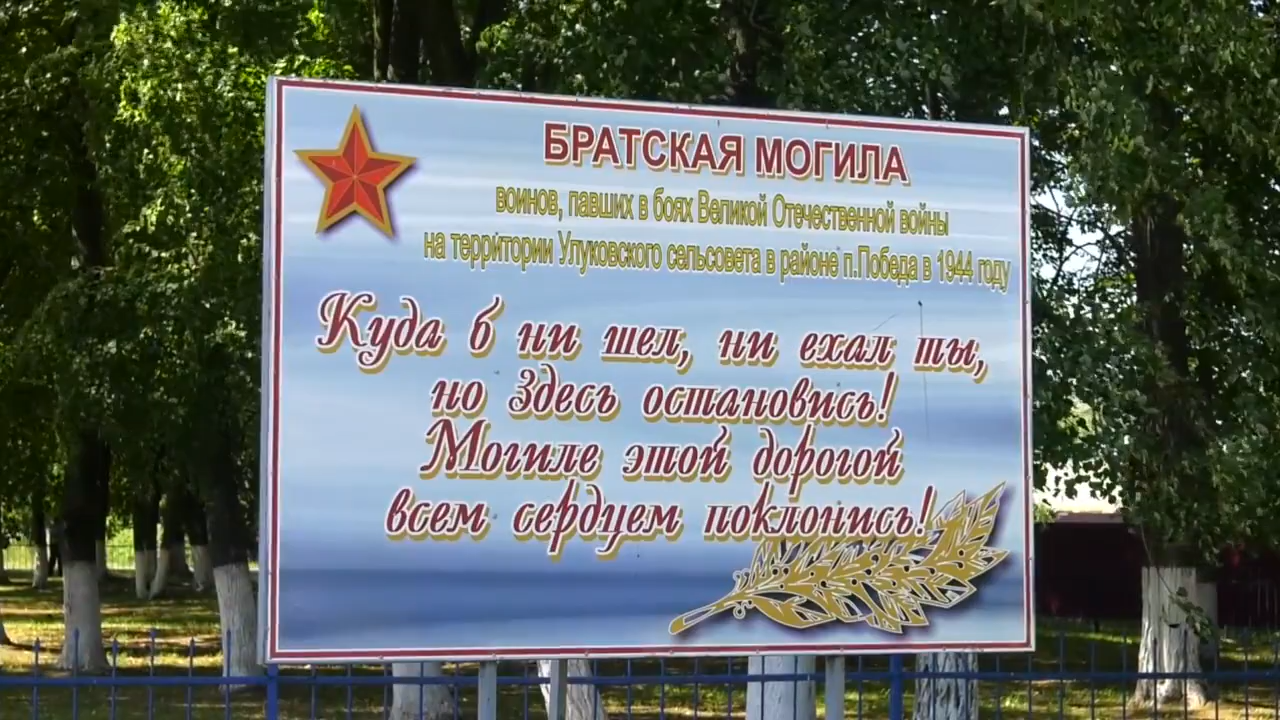 БРАТСКАЯ МОГИЛА
воинов, павших в боях Великой Отечественной войны
на территории Улуковского сельсовета в районе п.Победа в 1944 году
Куда б ни шел, ни ехал ты,
но здесь остановись!
Могиле этой дорогой
всем сердцем поклонись!